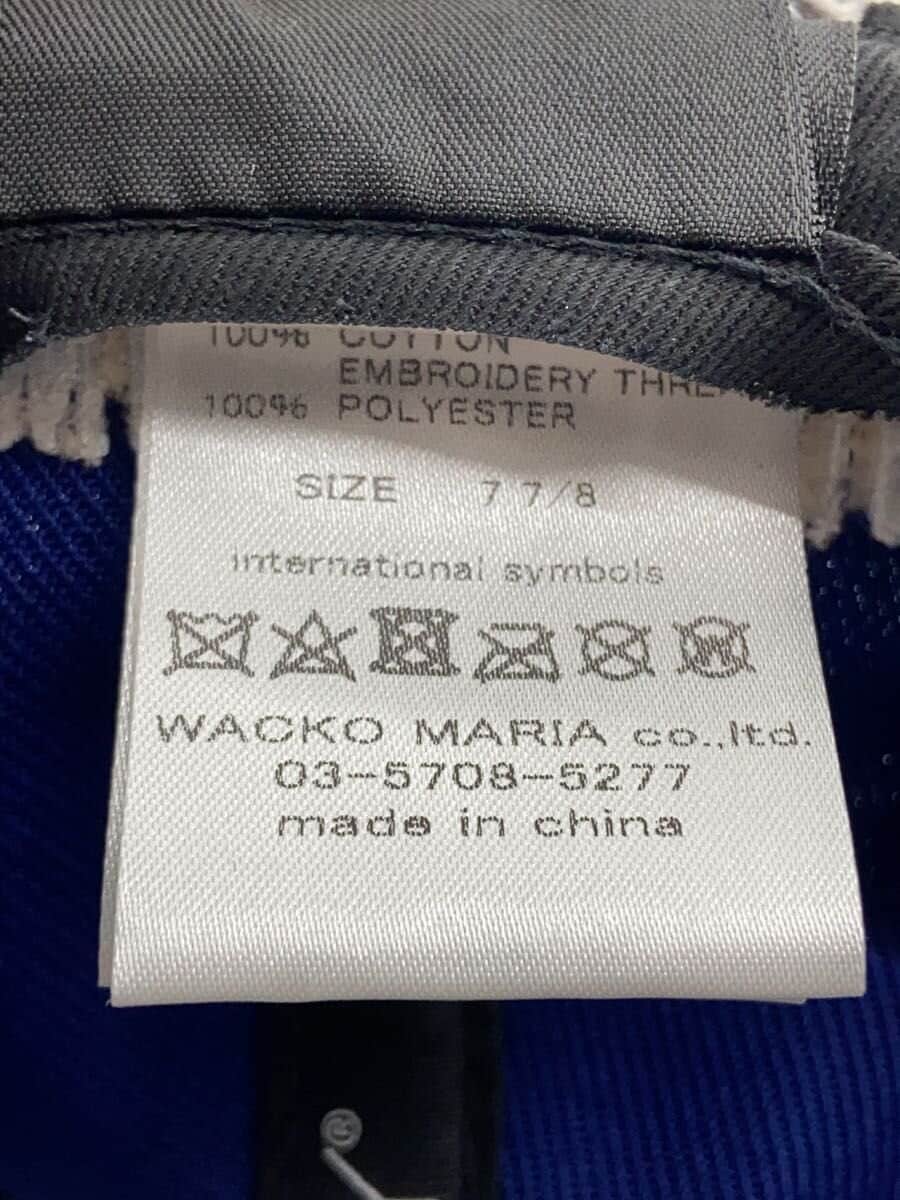 100% COTTON
EMBROIDERY
100% POLYESTER
SIZE 7 7/8
international symbols
WACKO MARIA co.,ltd.
03-5708-5277
made in china